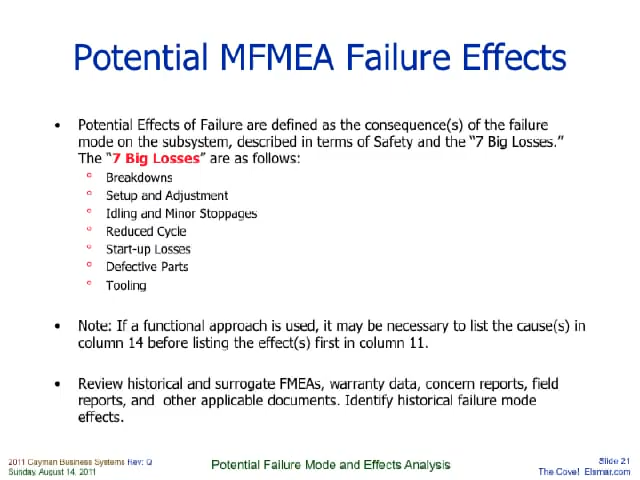 Potential MFMEA Failure Effects
• Potential Effects of Failure are defined as the consequence(s) of the failure
mode on the subsystem, described in terms of Safety and the “7 Big Losses.”
The “7 Big Losses” are as follows:
° Breakdowns
° Setup and Adjustment
° Idling and Minor Stoppages
° Reduced Cycle
° Start-up Losses
° Defective Parts
° Tooling
• Note: If a functional approach is used, it may be necessary to list the cause(s) in
column 14 before listing the effect(s) first in column 11.
• Review historical and surrogate FMEAs, warranty data, concern reports, field
reports, and other applicable documents. Identify historical failure mode
effects.
2011 Cayman Business Systems Rev: Q
Sunday, August 14, 2011
Potential Failure Mode and Effects Analysis
Slide 21
The Cove! Elsmar.com